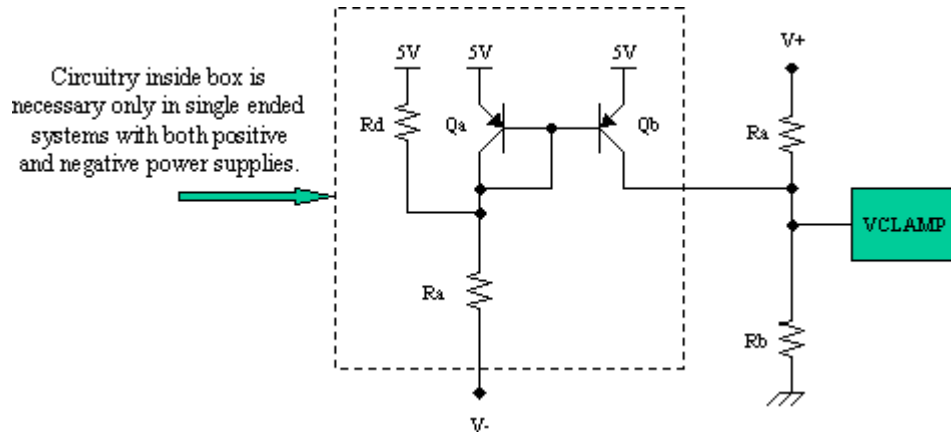 5V 5V 5V V+
Circuitry inside box is
necessary only in single ended
systems with both positive
and negative power supplies.
Rd Qa Qb Ra
VCLAMP
Ra
Rb
V-